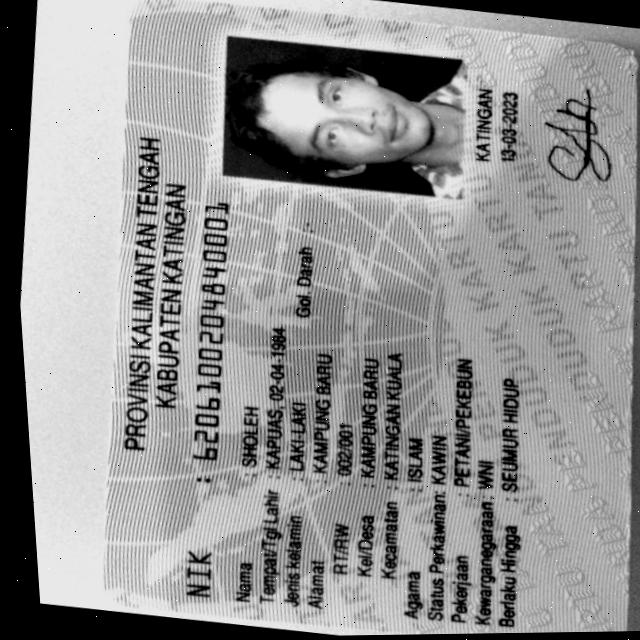 PROVINSI KALIMANTAN TENGAH
KABUPATEN KATINGAN
NIK : 6206100204840001
Nama : SHOLEH
Tempat/Tgl Lahir : KAPUAS, 02-04-1984
Jenis kelamin : LAKI-LAKI Gol. Darah : -
Alamat : KAMPUNG BARU
RT/RW : 002/001
Kel/Desa : KAMPUNG BARU
Kecamatan : KATINGAN KUALA
Agama : ISLAM
Status Perkawinan: KAWIN
Pekerjaan : PETANI/PEKEBUN
Kewarganegaraan : WNI
Berlaku Hingga : SEUMUR HIDUP
KATINGAN
13-03-2023